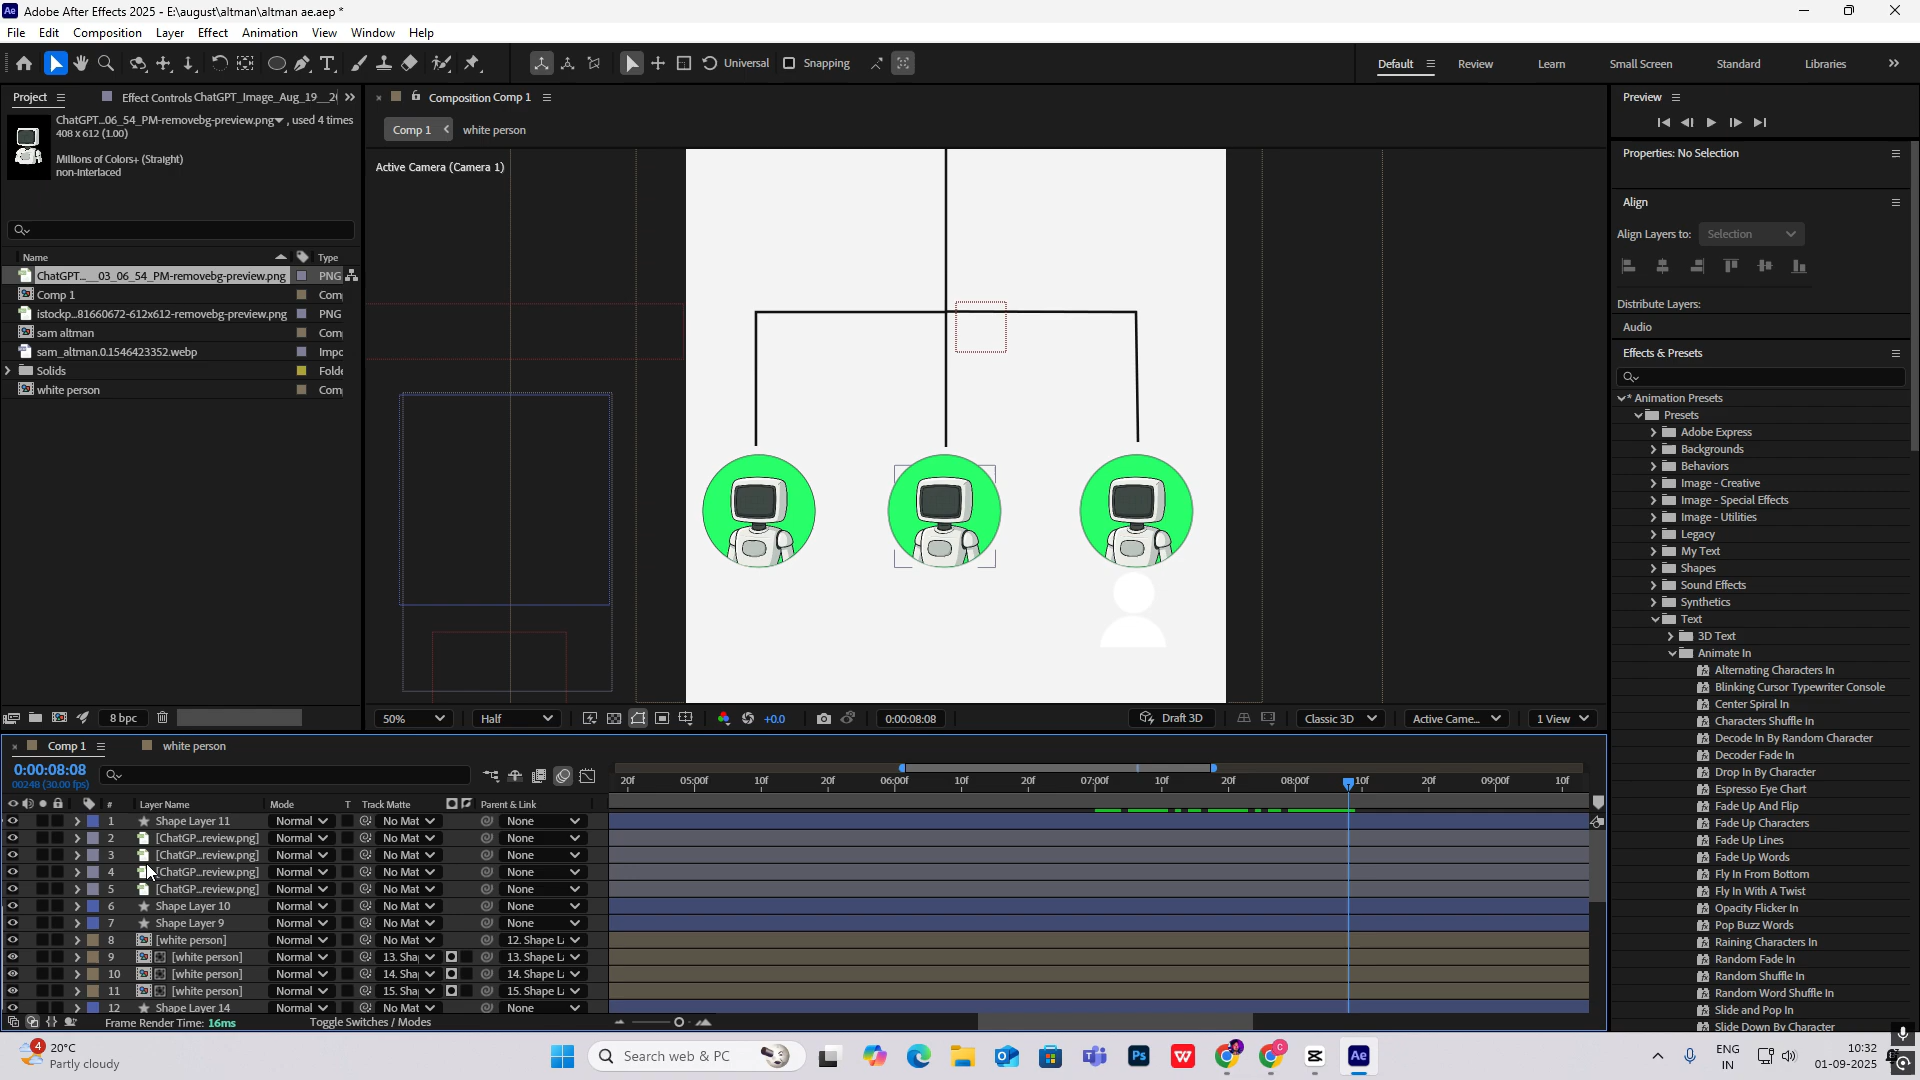 Adobe After Effects 2025 - E:\august\altman\altman ae.aep *
File Edit Composition Layer Effect Animation View Window Help
Universal Snapping Default Review Learn Small Screen Standard Libraries
Project Effect Controls ChatGPT_Image_Aug_19__2(
ChatGPT...06_54_PM-removebg-preview.png , used 4 times
408 x 612 (1.00)
Millions of Colors+ (Straight)
non-interlaced
Name Type
ChatGPT...__03_06_54_PM-removebg-preview.png PNG
Comp 1 Com
istockp...81660672-612x612-removebg-preview.png PNG
sam altman Com
sam_altman.0.1546423352.webp Impc
Solids Folde
white person Com
8 bpc
Composition Comp 1
Comp 1 white person
Active Camera (Camera 1)
50% Half +0.0 0:00:08:08 Draft 3D Classic 3D Active Came... 1 View
Preview
Properties: No Selection
Align
Align Layers to: Selection
Distribute Layers:
Audio
Effects & Presets
* Animation Presets
Presets
Adobe Express
Backgrounds
Behaviors
Image - Creative
Image - Special Effects
Image - Utilities
Legacy
My Text
Shapes
Sound Effects
Synthetics
Text
3D Text
Animate In
Alternating Characters In
Blinking Cursor Typewriter Console
Center Spiral In
Characters Shuffle In
Decode In By Random Character
Decoder Fade In
Drop In By Character
Espresso Eye Chart
Fade Up And Flip
Fade Up Characters
Fade Up Lines
Fade Up Words
Fly In From Bottom
Fly In With A Twist
Opacity Flicker In
Pop Buzz Words
Raining Characters In
Random Fade In
Random Shuffle In
Random Word Shuffle In
Slide and Pop In
Slide Down By Character
Comp 1 white person
0:00:08:08
00248 (30.00 fps)
20f 05:00f 10f 20f 06:00f 10f 20f 07:00f 10f 20f 08:00f 10f 20f 09:00f 10f
# Layer Name Mode T Track Matte Parent & Link
1 Shape Layer 11 Normal No Mat None
2 [ChatGP...review.png] Normal No Mat None
3 [ChatGP...review.png] Normal No Mat None
4 [ChatGP...review.png] Normal No Mat None
5 [ChatGP...review.png] Normal No Mat None
6 Shape Layer 10 Normal No Mat None
7 Shape Layer 9 Normal No Mat None
8 [white person] Normal No Mat 12. Shape L
9 [white person] Normal 13. Sha 13. Shape L
10 [white person] Normal 14. Sha 14. Shape L
11 [white person] Normal 15. Sha 15. Shape L
12 Shape Layer 14 Normal No Mat None
Frame Render Time: 16ms Toggle Switches / Modes
4 20°C
Partly cloudy
Search web & PC
ENG
IN
10:32
01-09-2025